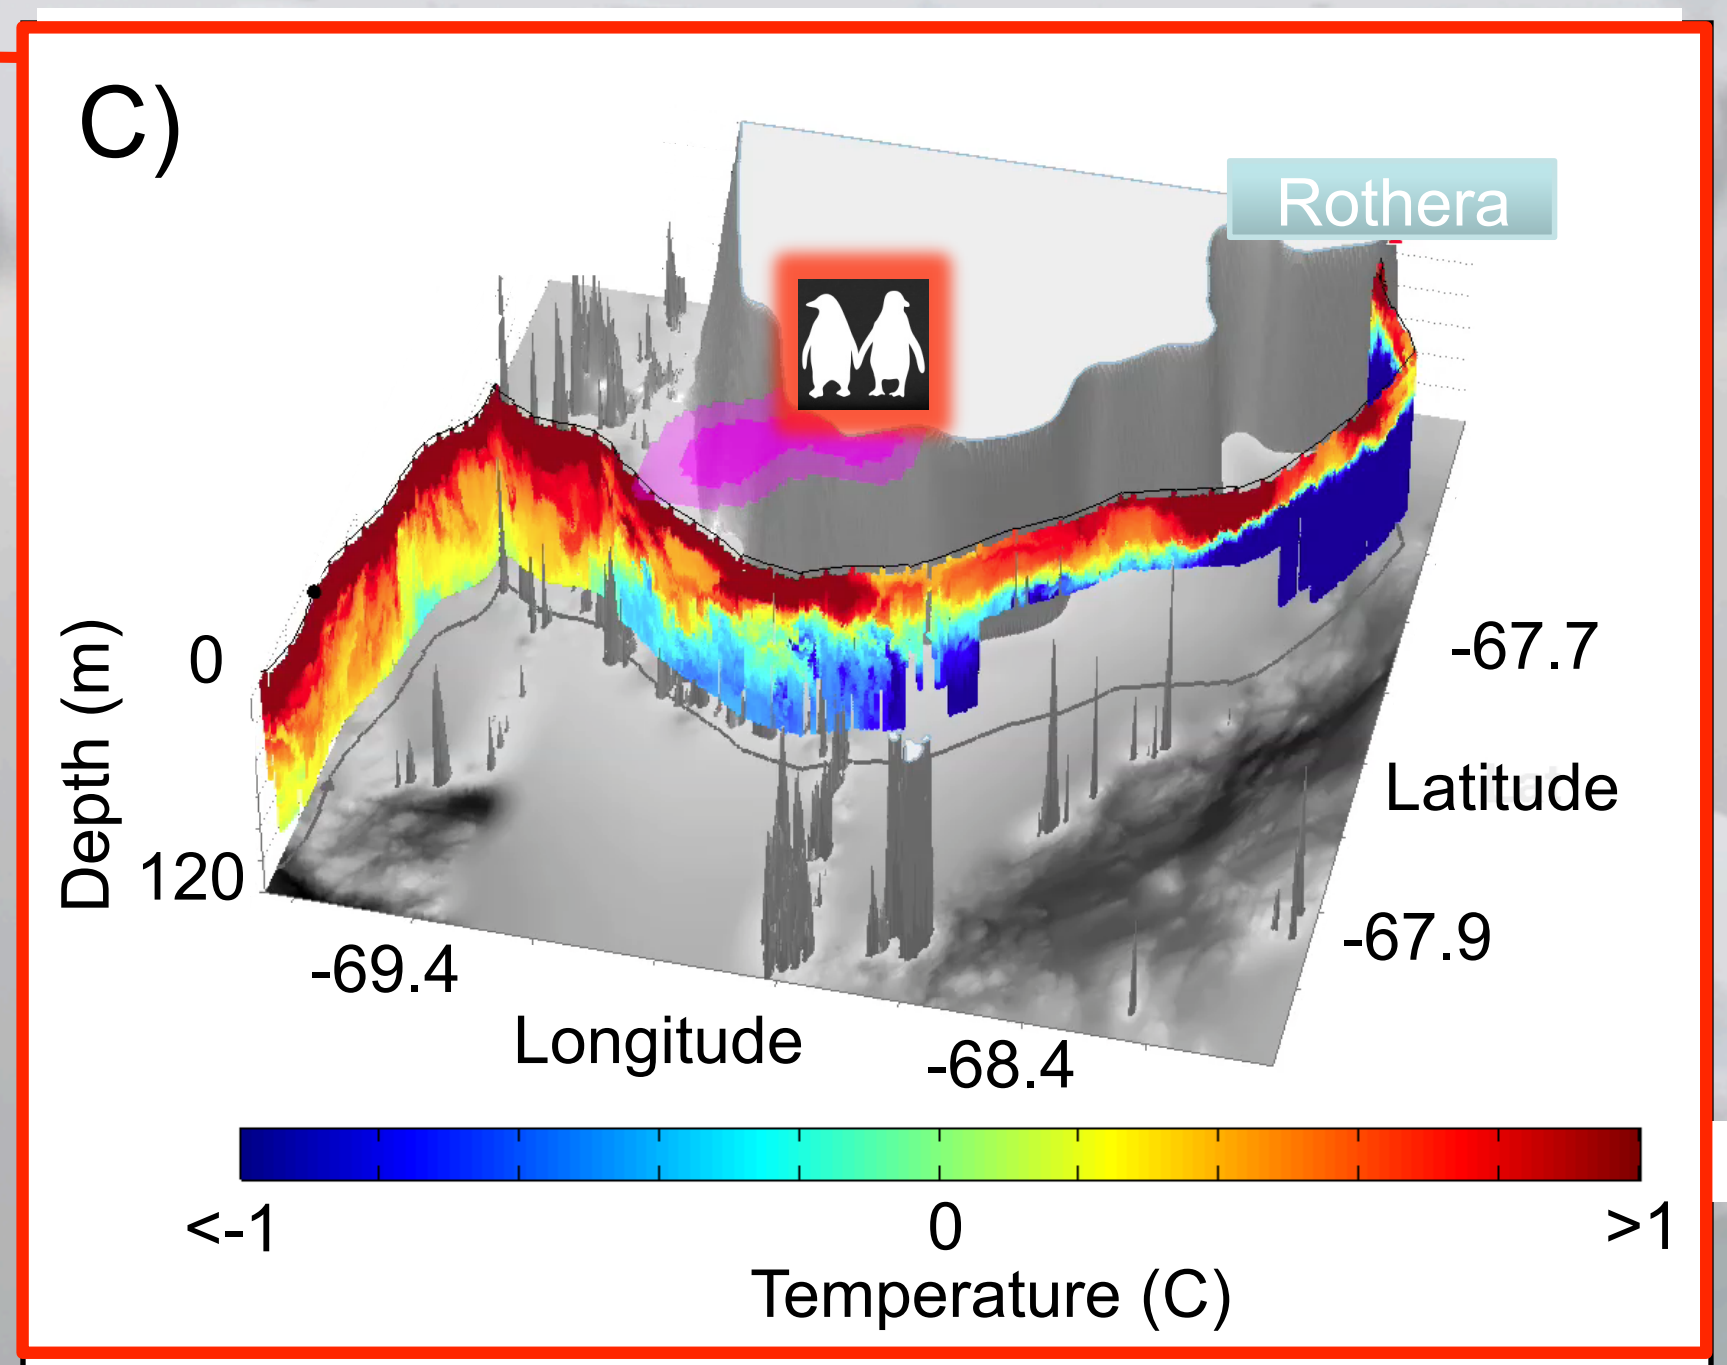 C)
Rothera
0
Depth (m)
120
-67.7
Latitude
-67.9
-69.4
Longitude
-68.4
<-1
0
>1
Temperature (C)